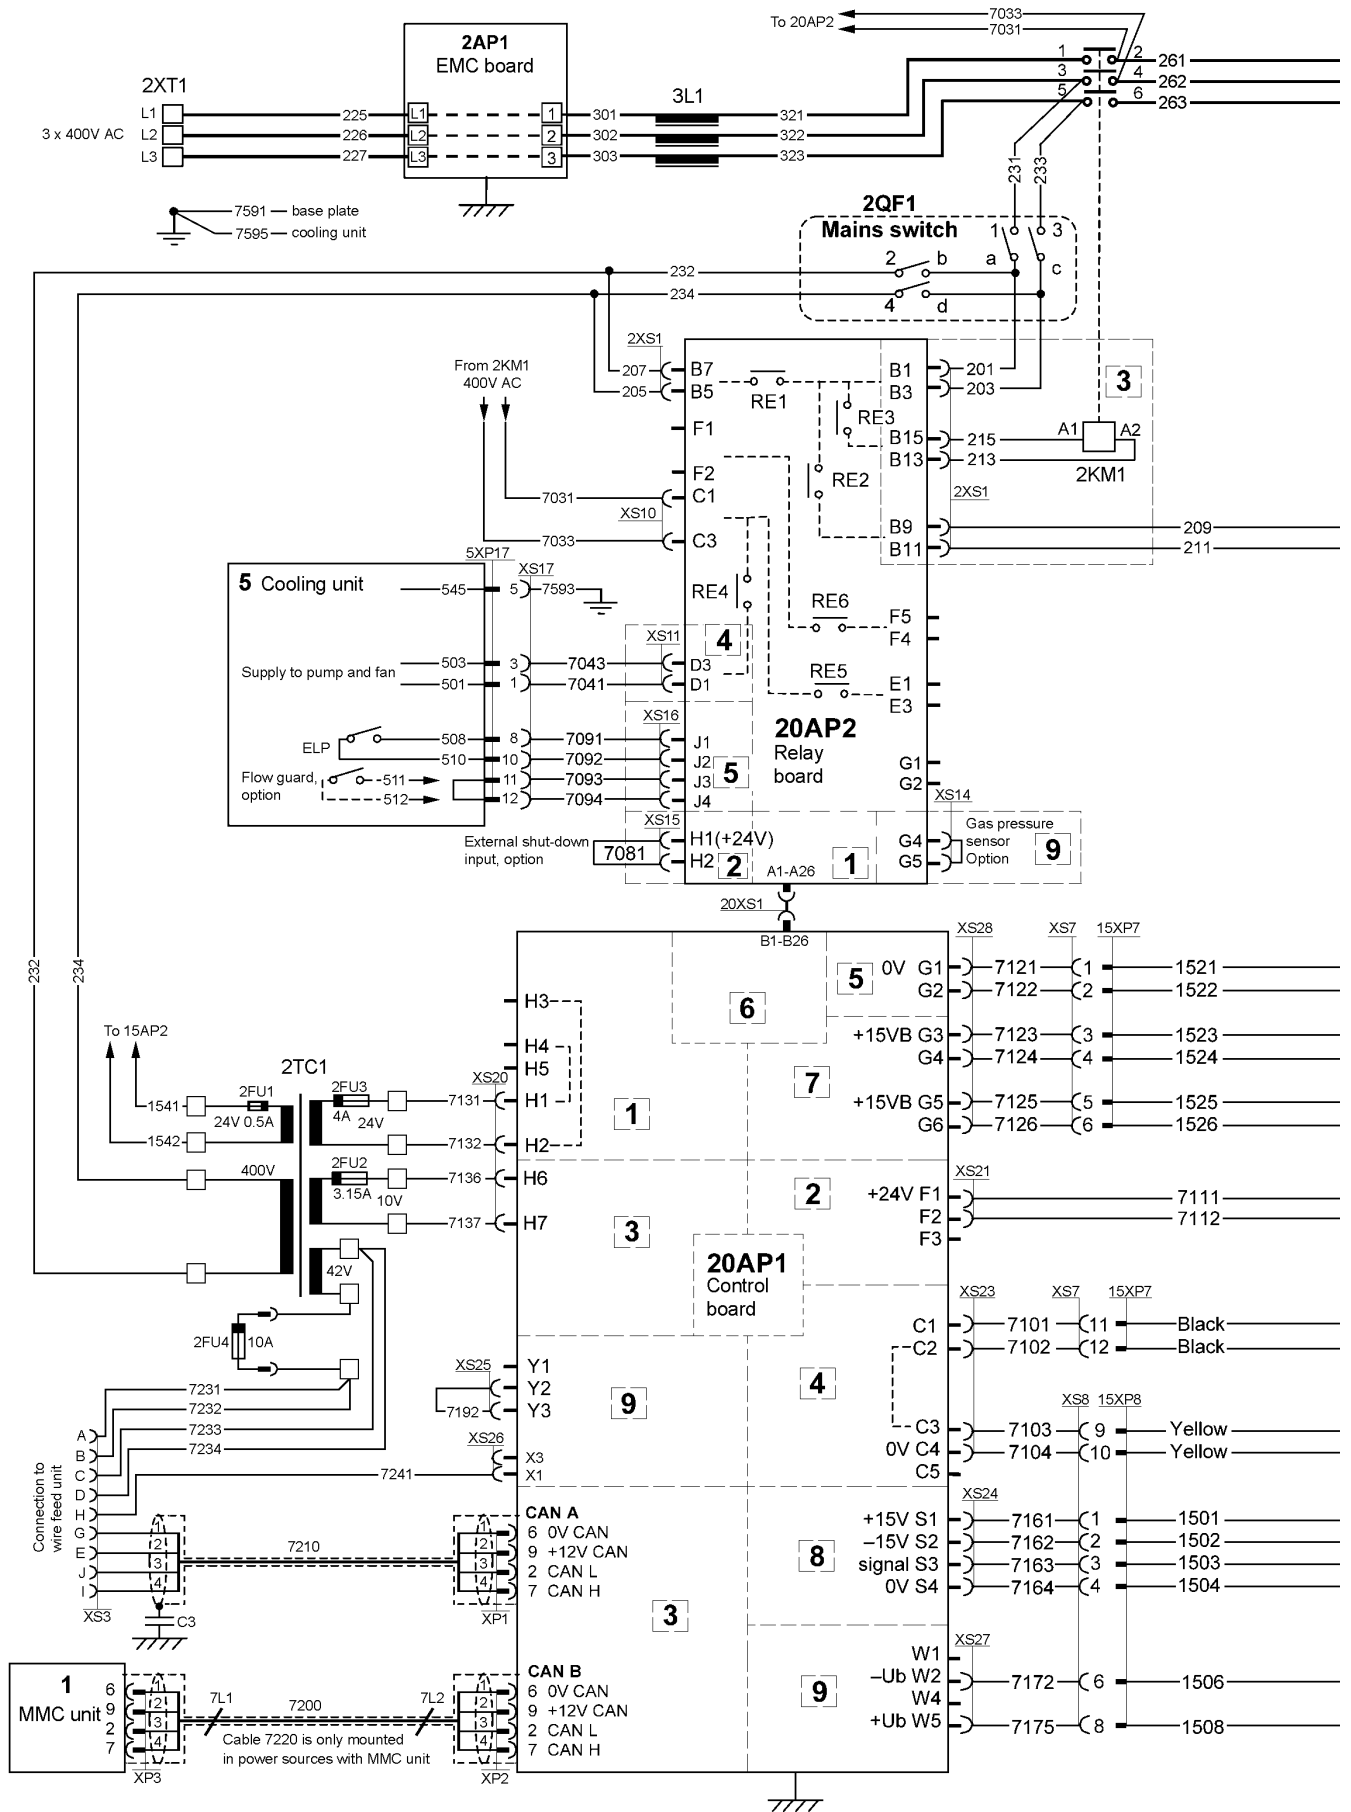 To 20AP2
7033
7031
2AP1
EMC board
2XT1
3L1
3 x 400V AC
L1 225 L1 1 301 321
L2 226 L2 2 302 322
L3 227 L3 3 303 323
1 2 261
3 4 262
5 6 263
7591 base plate
7595 cooling unit
231 233
2QF1
Mains switch
1 3
a c
2 b
4 d
232
234
2XS1
From 2KM1
400V AC
207 B7
205 B5
RE1
RE3
RE2
B1 201
B3 203
3
F1
B15 215 A1 A2
B13 213
2KM1
F2
2XS1
7031 C1
XS10
7033 C3
B9 209
B11 211
5 Cooling unit
5XP17
XS17
545 5 7593
RE4
RE6
F5
F4
XS11
4
Supply to pump and fan
503 3 7043 D3
501 1 7041 D1
RE5
E1
E3
XS16
20AP2
Relay
board
ELP
508 8 7091 J1
510 10 7092 J2
Flow guard,
option
511 11 7093 J3
512 12 7094 J4
5
G1
G2
XS14
XS15
External shut-down
input, option
7081
H1(+24V)
H2
2
1
A1-A26
G4
G5
Gas pressure
sensor
Option
9
20XS1
B1-B26
XS28 XS7 15XP7
5
0V G1 7121 1 1521
G2 7122 2 1522
6
H3
+15VB G3 7123 3 1523
G4 7124 4 1524
7
+15VB G5 7125 5 1525
G6 7126 6 1526
232
234
To 15AP2
2TC1
H4
H5
XS20
1541
2FU1
24V 0.5A
2FU3
4A 24V
7131 H1
1
1542
7132 H2
400V
2FU2
3.15A 10V
7136 H6
7137 H7
3
2
XS21
+24V F1 7111
F2 7112
F3
20AP1
Control
board
42V
2FU4 10A
XS23 XS7 15XP7
C1 7101 11 Black
C2 7102 12 Black
XS25
Y1
Y2
7192 Y3
9
4
XS8 15XP8
C3 7103 9 Yellow
0V C4 7104 10 Yellow
C5
7231
7232
7233
7234
XS26
X3
7241 X1
Connection to
wire feed unit
A
B
C
D
H
G
E
J
I
XS3
1
2
3
4
C3
7210
CAN A
1 6 0V CAN
2 9 +12V CAN
3 2 CAN L
4 7 CAN H
XP1
3
XS24
+15V S1 7161 1 1501
–15V S2 7162 2 1502
signal S3 7163 3 1503
0V S4 7164 4 1504
8
1
MMC unit
6 1
9 2
2 3
7 4
XP3
7L1 7200 7L2
Cable 7220 is only mounted
in power sources with MMC unit
CAN B
1 6 0V CAN
2 9 +12V CAN
3 2 CAN L
4 7 CAN H
XP2
9
XS27
W1
–Ub W2 7172 6 1506
W4
+Ub W5 7175 8 1508